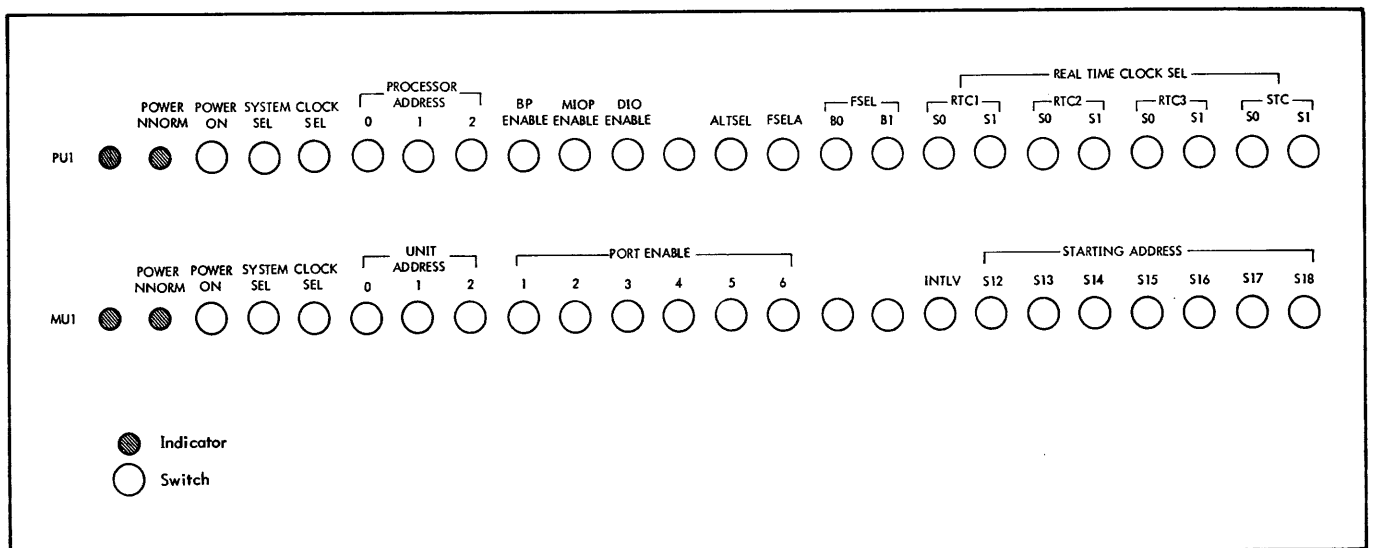 REAL TIME CLOCK SEL
PROCESSOR ADDRESS
FSEL RTC1 RTC2 RTC3 STC
POWER NNORM POWER ON SYSTEM SEL CLOCK SEL 0 1 2 BP ENABLE MIOP ENABLE DIO ENABLE ALTSEL FSELA B0 B1 S0 S1 S0 S1 S0 S1 S0 S1
PU1
UNIT ADDRESS PORT ENABLE STARTING ADDRESS
POWER NNORM POWER ON SYSTEM SEL CLOCK SEL 0 1 2 1 2 3 4 5 6 INTLV S12 S13 S14 S15 S16 S17 S18
MU1
Indicator
Switch